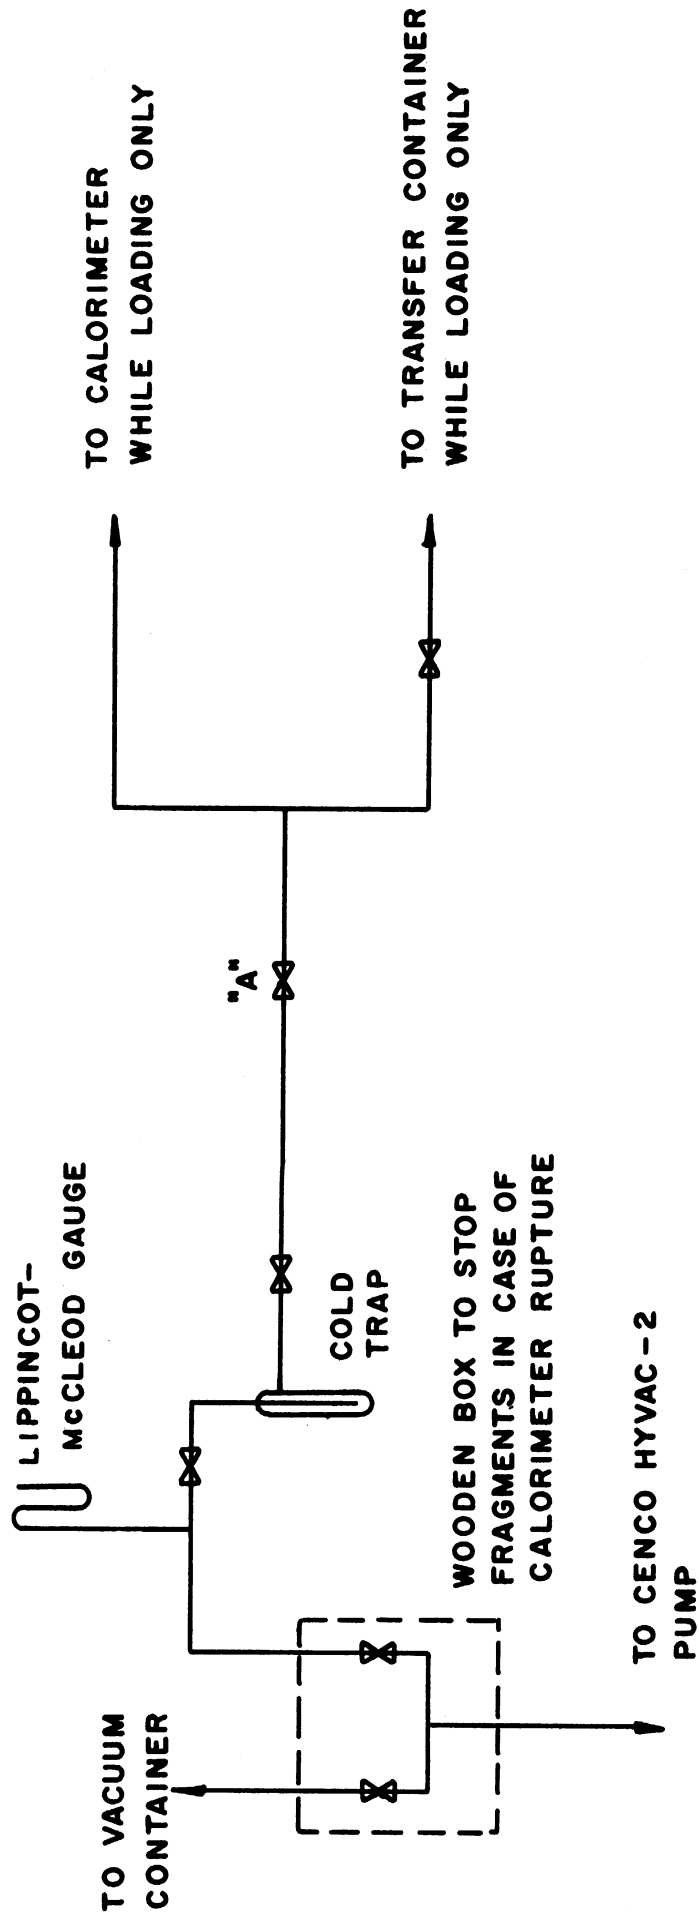 TO VACUUM
CONTAINER
LIPPINCOT-
McCLEOD GAUGE
"A"
COLD
TRAP
WOODEN BOX TO STOP
FRAGMENTS IN CASE OF
CALORIMETER RUPTURE
TO CENCO HYVAC-2
PUMP
TO CALORIMETER
WHILE LOADING ONLY
TO TRANSFER CONTAINER
WHILE LOADING ONLY